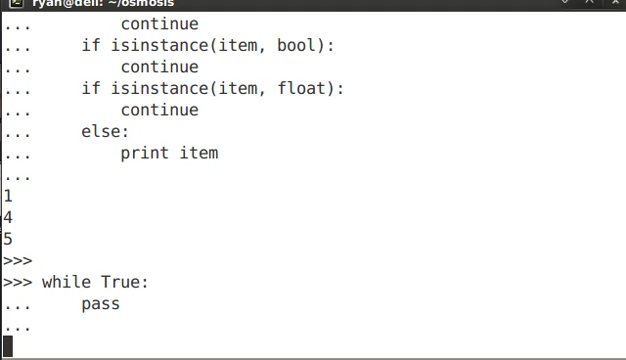 ryan@dell: ~/osmosis
...         continue
...     if isinstance(item, bool):
...         continue
...     if isinstance(item, float):
...         continue
...     else:
...         print item
...
1
4
5
>>>
>>> while True:
...     pass
...